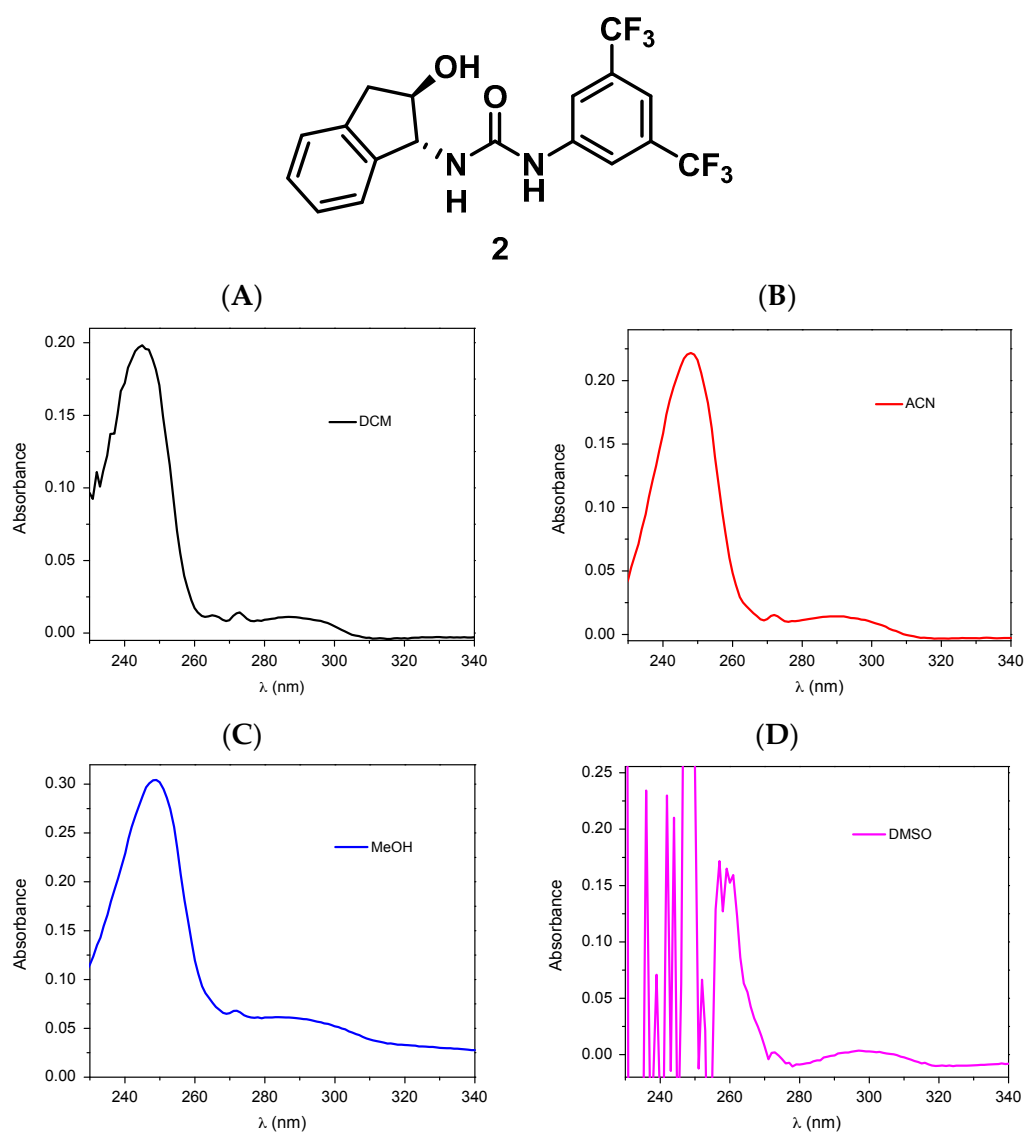 CF3
OH
O
N
H
N
H
CF3
2
(A)
(B)
0.20
0.15
0.10
0.05
0.00
Absorbance
DCM
240 260 280 300 320 340
λ (nm)
0.20
0.15
0.10
0.05
0.00
Absorbance
ACN
240 260 280 300 320 340
λ (nm)
(C)
(D)
0.30
0.25
0.20
0.15
0.10
0.05
0.00
Absorbance
MeOH
240 260 280 300 320 340
λ (nm)
0.25
0.20
0.15
0.10
0.05
0.00
Absorbance
DMSO
240 260 280 300 320 340
λ (nm)